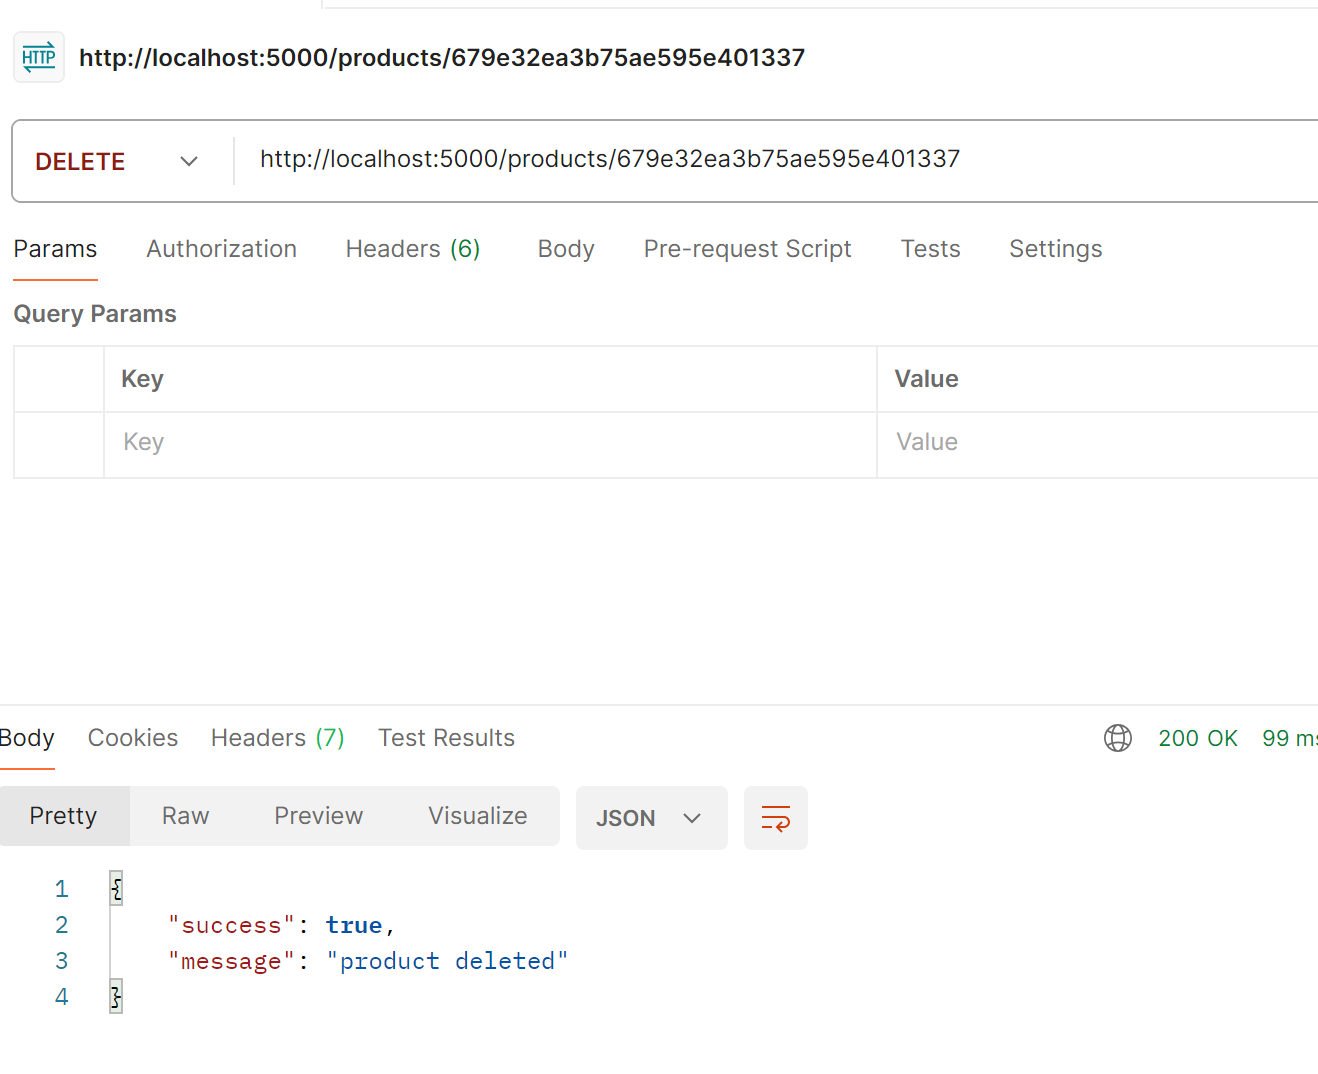 HTTP http://localhost:5000/products/679e32ea3b75ae595e401337
DELETE http://localhost:5000/products/679e32ea3b75ae595e401337
Params Authorization Headers (6) Body Pre-request Script Tests Settings
Query Params
Key Value
Key Value
Body Cookies Headers (7) Test Results 200 OK 99 ms
Pretty Raw Preview Visualize JSON
1 {
2 "success": true,
3 "message": "product deleted"
4 }